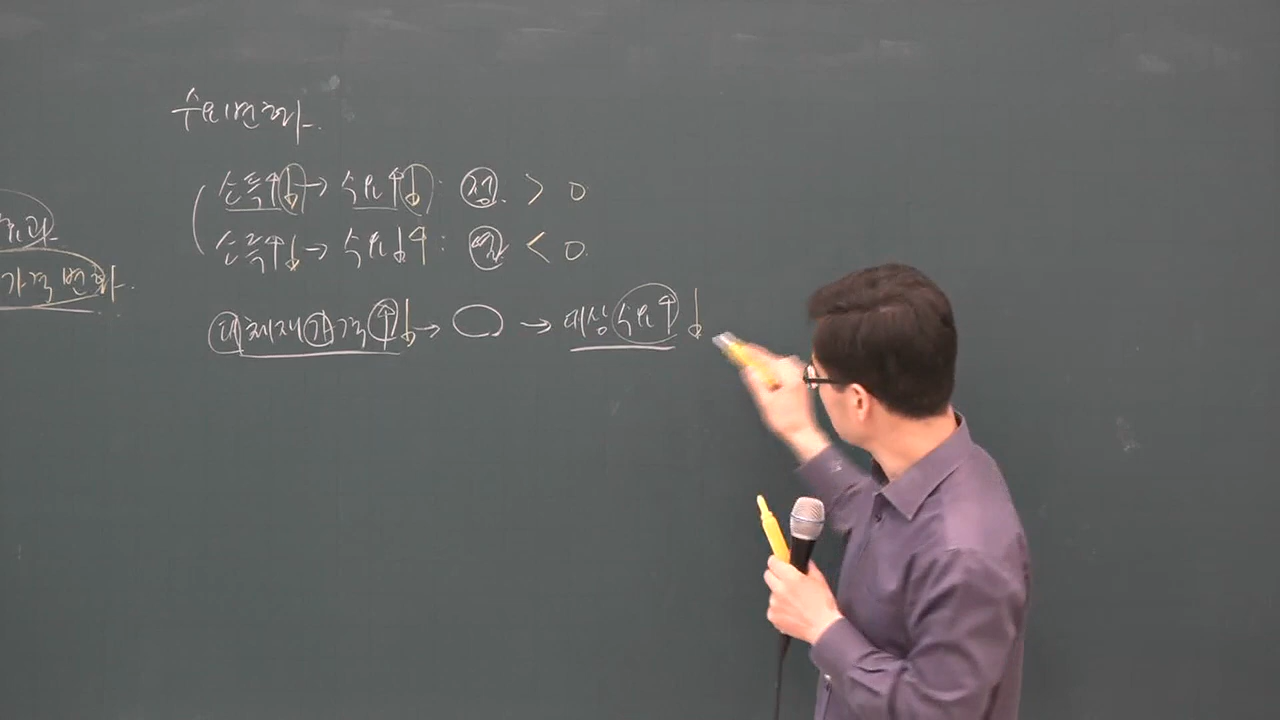 수요변화
소득↑↓→ 수요↑↓ : 정 > 0
소득↑↓→ 수요↓↑ : 열 < 0
대체재가격↑↓→ ○ → 대상수요↑↓
가격변화